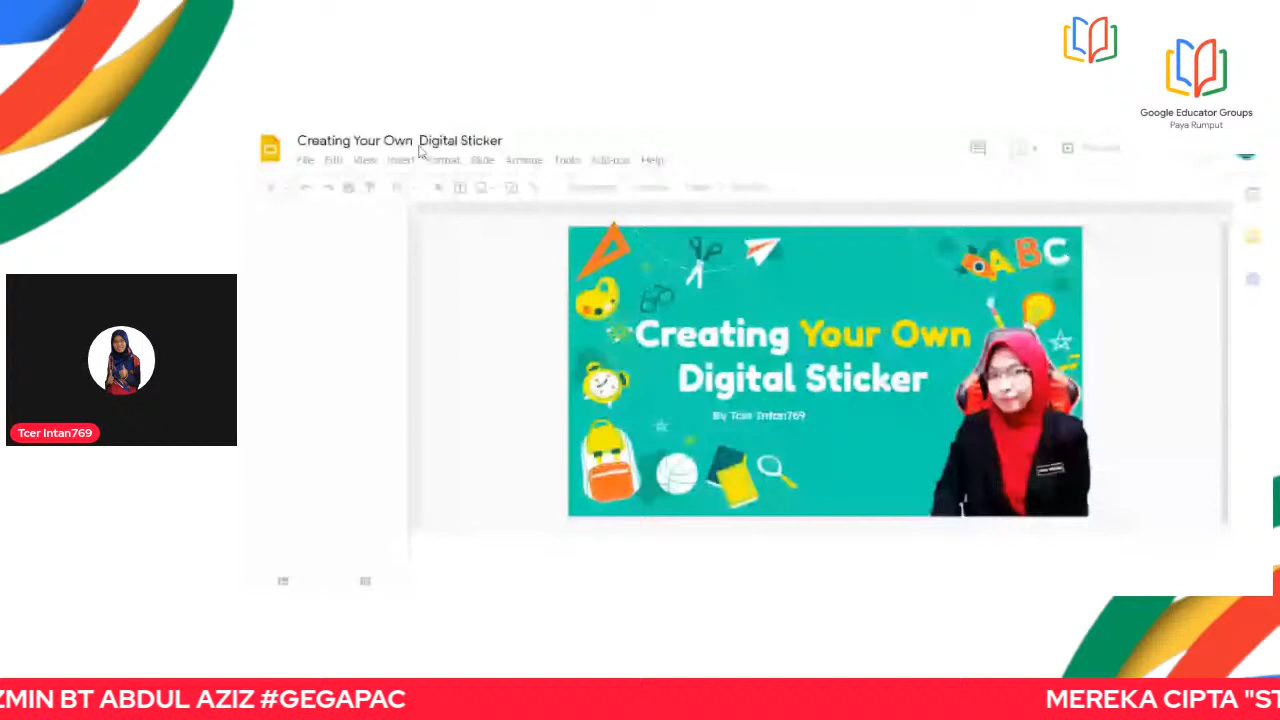 Google Educator Groups
Paya Rumput
Creating Your Own Digital Sticker
File Edit View Insert Format Slide Arrange Tools Add-ons Help
ABC
Creating Your Own
Digital Sticker
By Tcer Intan769
Tcer Intan769
ZMIN BT ABDUL AZIZ #GEGAPAC
MEREKA CIPTA "ST